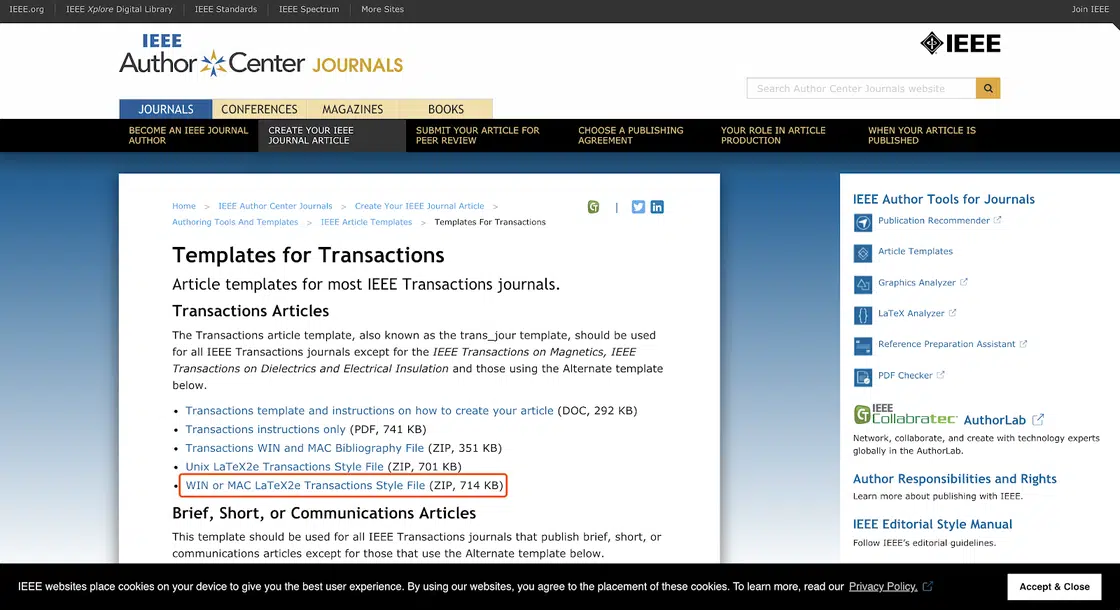 IEEE.org IEEE Xplore Digital Library IEEE Standards IEEE Spectrum More Sites Join IEEE
IEEE
Author Center JOURNALS
IEEE
Search Author Center Journals website
JOURNALS CONFERENCES MAGAZINES BOOKS
BECOME AN IEEE JOURNAL
AUTHOR
CREATE YOUR IEEE
JOURNAL ARTICLE
SUBMIT YOUR ARTICLE FOR
PEER REVIEW
CHOOSE A PUBLISHING
AGREEMENT
YOUR ROLE IN ARTICLE
PRODUCTION
WHEN YOUR ARTICLE IS
PUBLISHED
Home > IEEE Author Center Journals > Create Your IEEE Journal Article >
Authoring Tools And Templates > IEEE Article Templates > Templates For Transactions
Templates for Transactions
Article templates for most IEEE Transactions journals.
Transactions Articles
The Transactions article template, also known as the trans_jour template, should be used
for all IEEE Transactions journals except for the IEEE Transactions on Magnetics, IEEE
Transactions on Dielectrics and Electrical Insulation and those using the Alternate template
below.
• Transactions template and instructions on how to create your article (DOC, 292 KB)
• Transactions instructions only (PDF, 741 KB)
• Transactions WIN and MAC Bibliography File (ZIP, 351 KB)
• Unix LaTeX2e Transactions Style File (ZIP, 701 KB)
• WIN or MAC LaTeX2e Transactions Style File (ZIP, 714 KB)
Brief, Short, or Communications Articles
This template should be used for all IEEE Transactions journals that publish brief, short, or
communications articles except for those that use the Alternate template below.
IEEE Author Tools for Journals
Publication Recommender
Article Templates
Graphics Analyzer
LaTeX Analyzer
Reference Preparation Assistant
PDF Checker
IEEE
Collabratec™ AuthorLab
Network, collaborate, and create with technology experts
globally in the AuthorLab.
Author Responsibilities and Rights
Learn more about publishing with IEEE.
IEEE Editorial Style Manual
Follow IEEE's editorial guidelines.
IEEE websites place cookies on your device to give you the best user experience. By using our websites, you agree to the placement of these cookies. To learn more, read our Privacy Policy.
Accept & Close